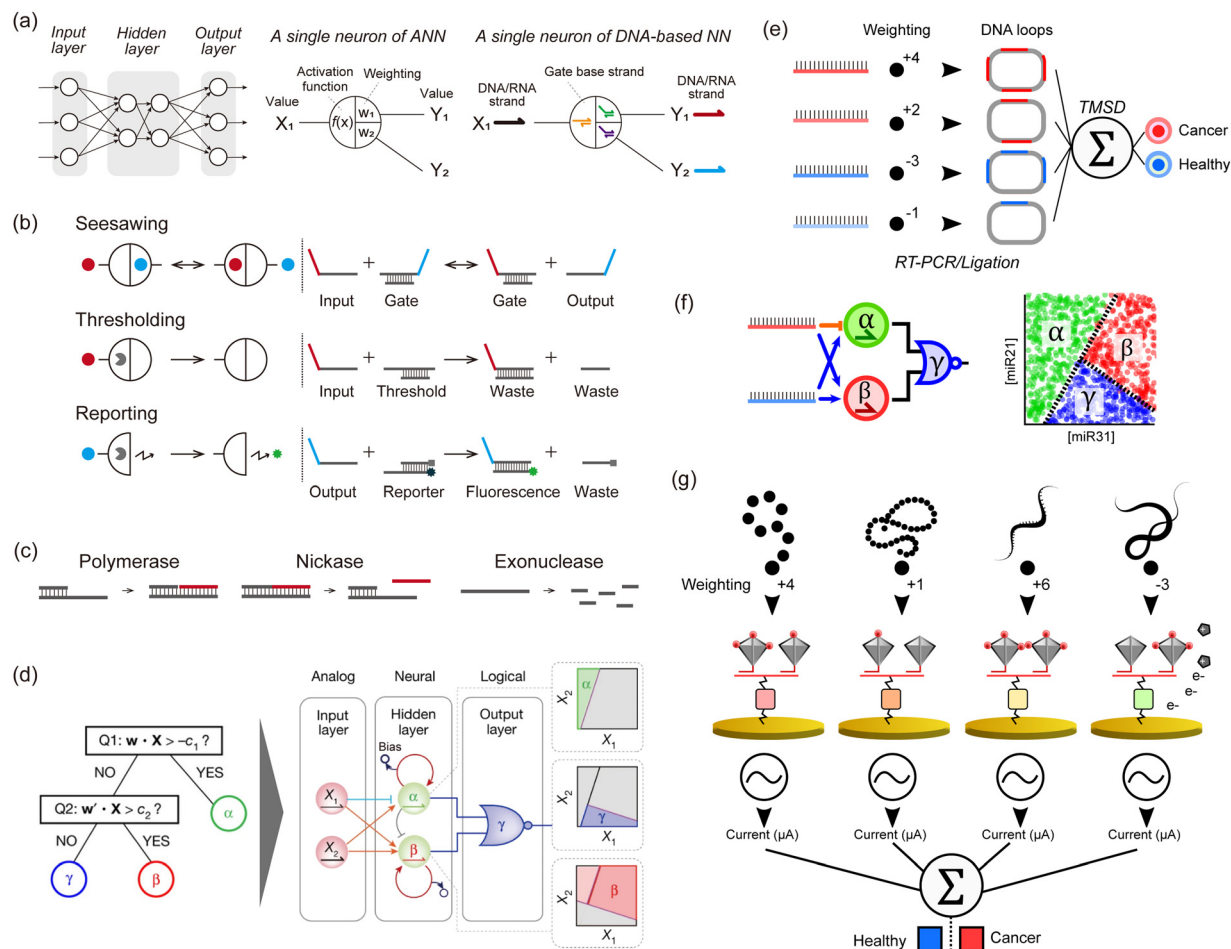 (a)
Input layer
Hidden layer
Output layer
A single neuron of ANN
Activation function
Weighting
Value
X₁
f(x)
w₁
w₂
Value
Y₁
Y₂
A single neuron of DNA-based NN
Gate base strand
DNA/RNA strand
X₁
DNA/RNA strand
Y₁
Y₂
(b)
Seesawing
+
+
Input
Gate
Gate
Output
Thresholding
+
+
Input
Threshold
Waste
Waste
Reporting
+
+
Output
Reporter
Fluorescence
Waste
(c)
Polymerase
Nickase
Exonuclease
(d)
Q1: w · X > –c₁ ?
NO
YES
Q2: w′ · X > c₂ ?
α
NO
YES
γ
β
Analog
Neural
Logical
Input layer
Hidden layer
Output layer
Bias
X₁
X₂
α
β
γ
X₂
α
X₁
X₂
γ
X₁
X₂
β
X₁
(e)
Weighting
DNA loops
+4
+2
-3
-1
TMSD
Σ
Cancer
Healthy
RT-PCR/Ligation
(f)
α
β
γ
[miR21]
α
β
γ
[miR31]
(g)
Weighting
+4
+1
+6
-3
+
+
e-
e-
e-
Current (μA)
Current (μA)
Current (μA)
Current (μA)
Σ
Healthy
Cancer